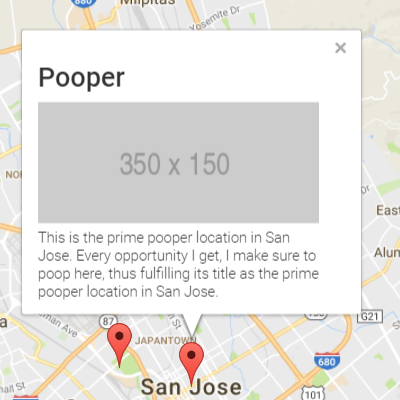 Milpitas
680
Yosemite Dr
×
Pooper
350 x 150
This is the prime pooper location in San
Jose. Every opportunity I get, I make sure to
poop here, thus fulfilling its title as the prime
pooper location in San Jose.
East
Alum
G21
87
JAPANTOWN
680
San Jose
101